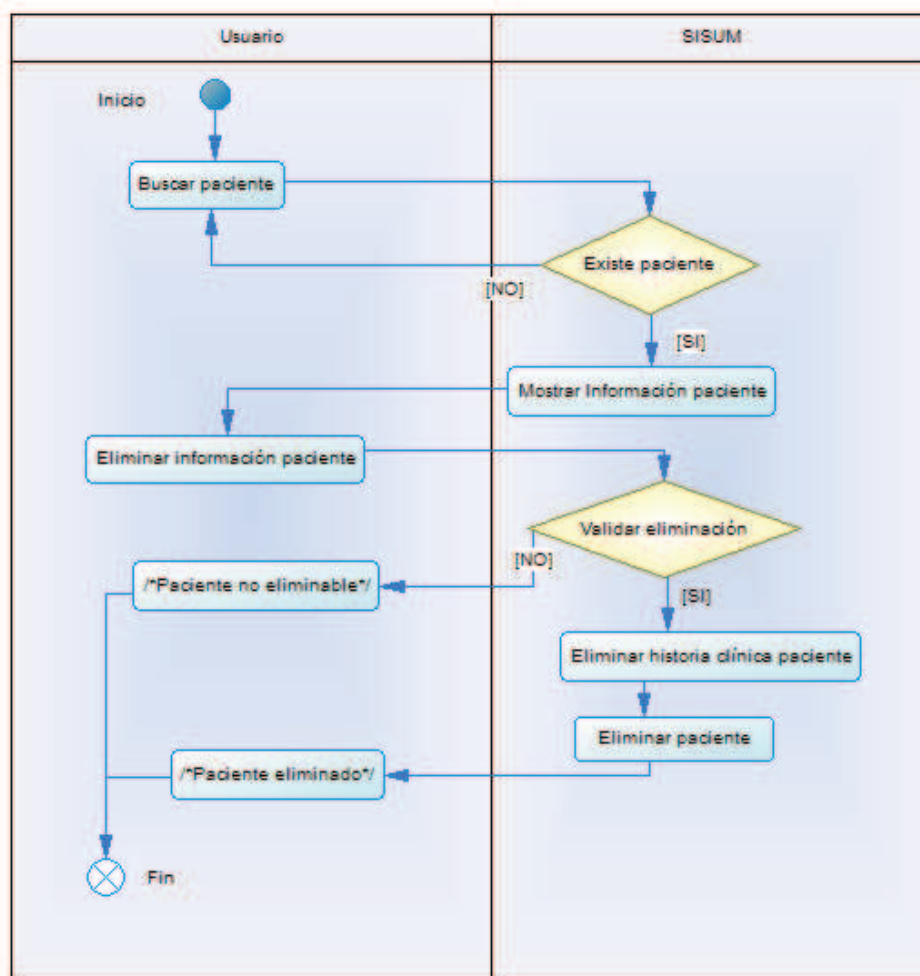 Usuario
SISUM
Inicio
Buscar paciente
Existe paciente
[NO]
[SI]
Mostrar Información paciente
Eliminar información paciente
Validar eliminación
[NO]
/*Paciente no eliminable*/
[SI]
Eliminar historia clínica paciente
Eliminar paciente
/*Paciente eliminado*/
Fin